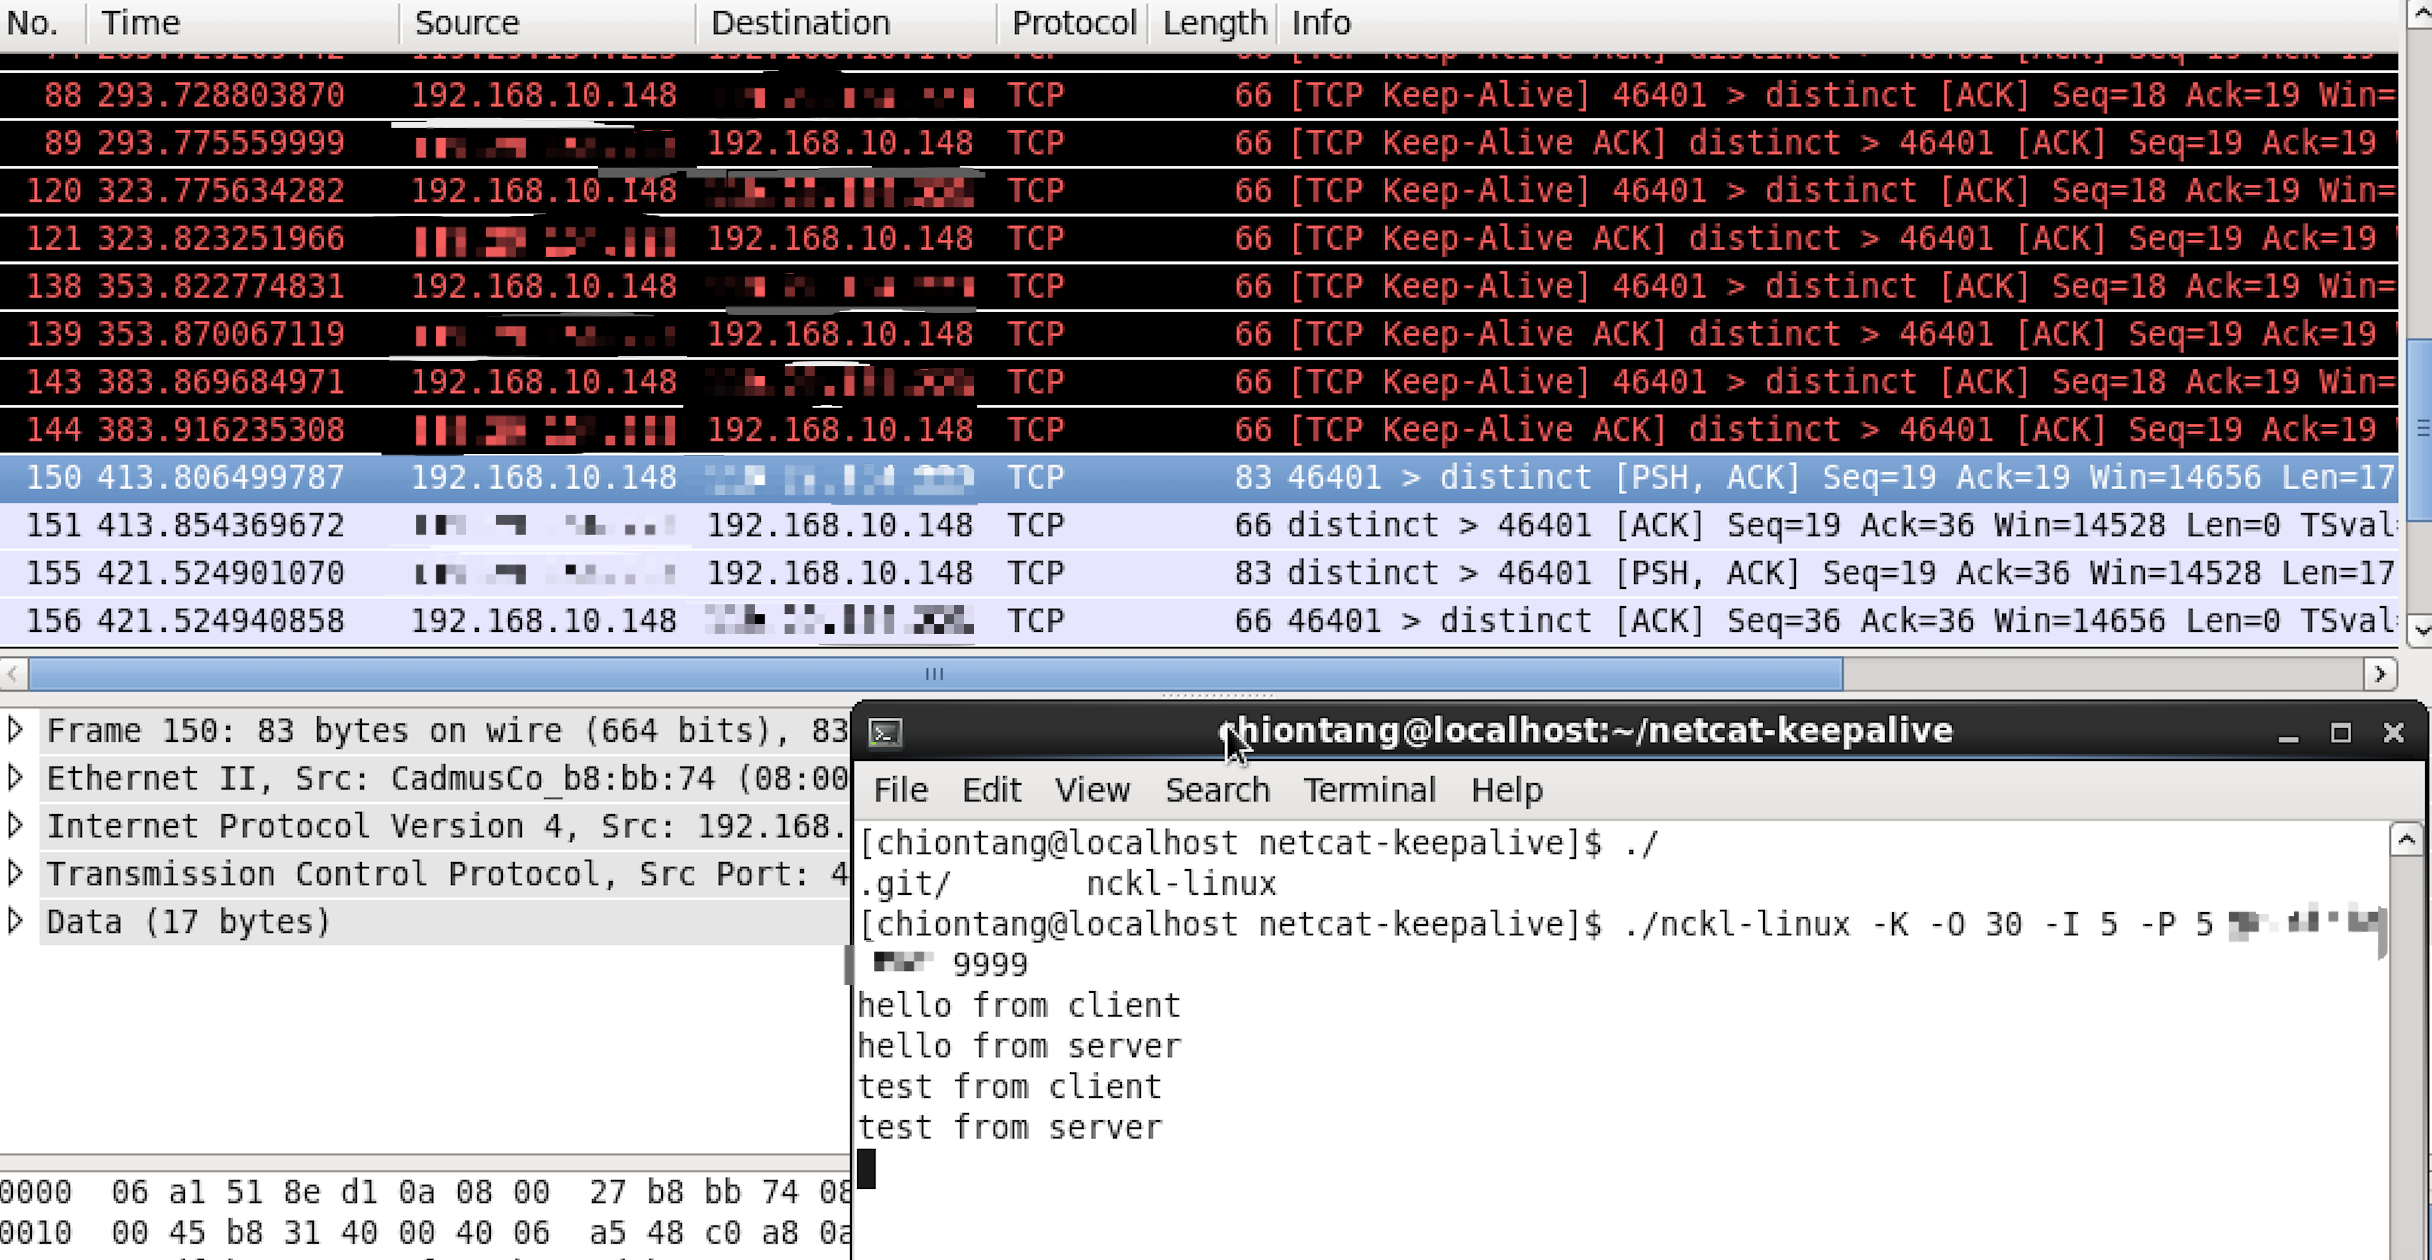 No. Time Source Destination Protocol Length Info
88 293.728803870 192.168.10.148 TCP 66 [TCP Keep-Alive] 46401 > distinct [ACK] Seq=18 Ack=19 Win=
89 293.775559999 192.168.10.148 TCP 66 [TCP Keep-Alive ACK] distinct > 46401 [ACK] Seq=19 Ack=19
120 323.775634282 192.168.10.148 TCP 66 [TCP Keep-Alive] 46401 > distinct [ACK] Seq=18 Ack=19 Win=
121 323.823251966 192.168.10.148 TCP 66 [TCP Keep-Alive ACK] distinct > 46401 [ACK] Seq=19 Ack=19
138 353.822774831 192.168.10.148 TCP 66 [TCP Keep-Alive] 46401 > distinct [ACK] Seq=18 Ack=19 Win=
139 353.870067119 192.168.10.148 TCP 66 [TCP Keep-Alive ACK] distinct > 46401 [ACK] Seq=19 Ack=19
143 383.869684971 192.168.10.148 TCP 66 [TCP Keep-Alive] 46401 > distinct [ACK] Seq=18 Ack=19 Win=
144 383.916235308 192.168.10.148 TCP 66 [TCP Keep-Alive ACK] distinct > 46401 [ACK] Seq=19 Ack=19
150 413.806499787 192.168.10.148 TCP 83 46401 > distinct [PSH, ACK] Seq=19 Ack=19 Win=14656 Len=17
151 413.854369672 192.168.10.148 TCP 66 distinct > 46401 [ACK] Seq=19 Ack=36 Win=14528 Len=0 TSval
155 421.524901070 192.168.10.148 TCP 83 distinct > 46401 [PSH, ACK] Seq=19 Ack=36 Win=14528 Len=17
156 421.524940858 192.168.10.148 TCP 66 46401 > distinct [ACK] Seq=36 Ack=36 Win=14656 Len=0 TSval
Frame 150: 83 bytes on wire (664 bits), 83
Ethernet II, Src: CadmusCo_b8:bb:74 (08:00
Internet Protocol Version 4, Src: 192.168.
Transmission Control Protocol, Src Port: 4
Data (17 bytes)
0000 06 a1 51 8e d1 0a 08 00 27 b8 bb 74 08
0010 00 45 b8 31 40 00 40 06 a5 48 c0 a8 0a
chiontang@localhost:~/netcat-keepalive
File Edit View Search Terminal Help
[chiontang@localhost netcat-keepalive]$ ./
.git/ nckl-linux
[chiontang@localhost netcat-keepalive]$ ./nckl-linux -K -O 30 -I 5 -P 5
9999
hello from client
hello from server
test from client
test from server